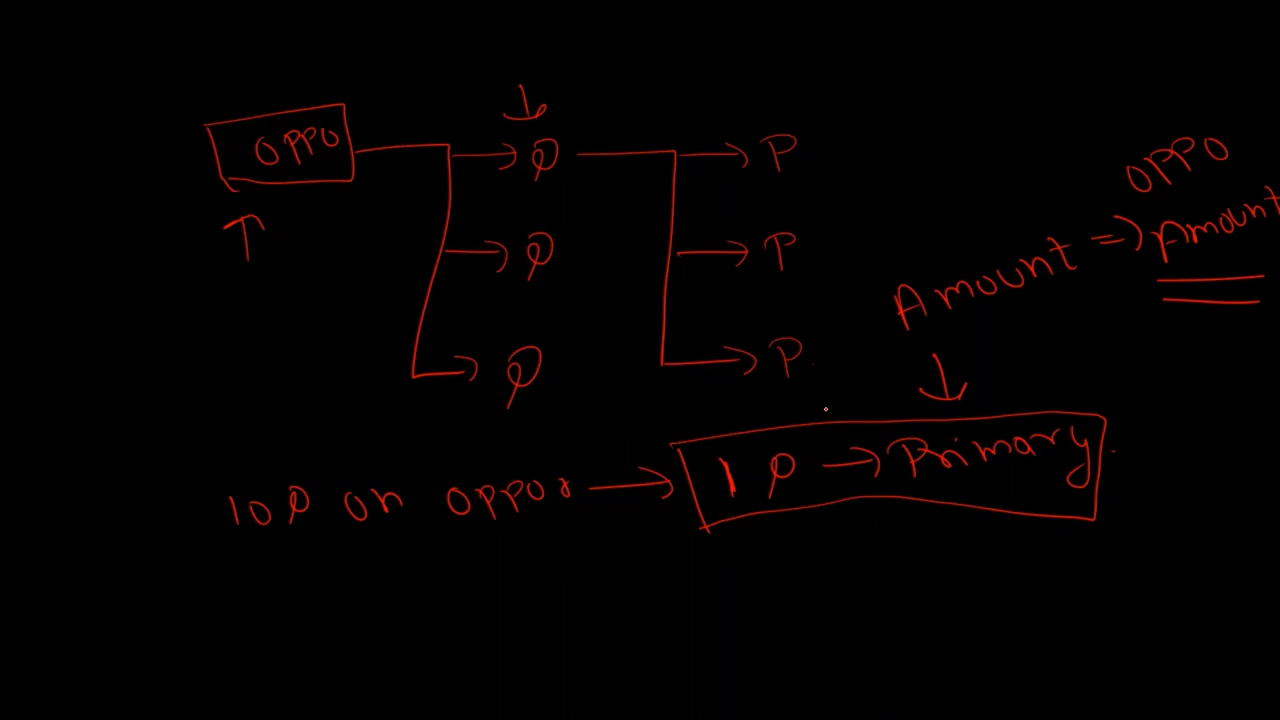 OPPO
Q
P
Q
P
Q
P
OPPO
Amount => Amount
10 Q on oppor
1 Q → Primary